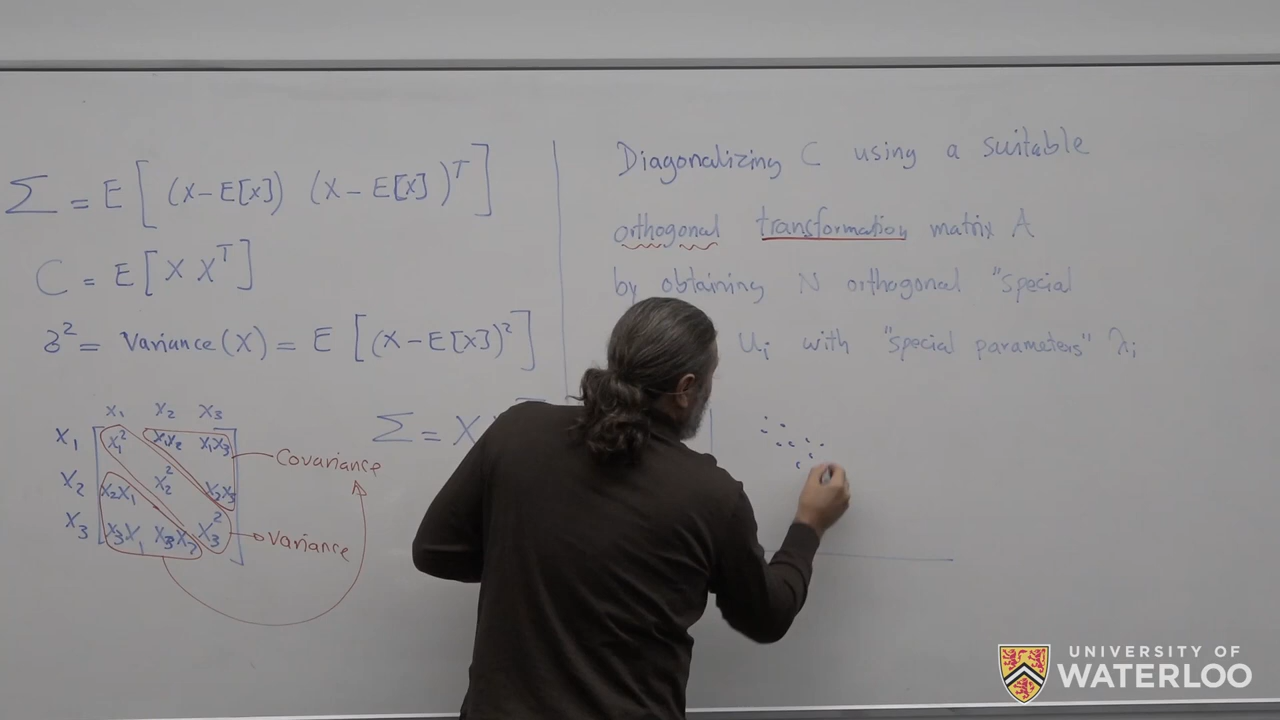 Σ = E [ (X - E[X]) (X - E[X])ᵀ ]
C = E [ X Xᵀ ]
σ² = Variance(X) = E [ (X - E[X])² ]
Σ = X
X₁ X₂ X₃
X₁ X₁² X₁X₂ X₁X₃
X₂ X₂X₁ X₂² X₂X₃
X₃ X₃X₁ X₃X₂ X₃²
Covariance
Variance
Diagonalizing C using a suitable
orthogonal transformation matrix A
by obtaining N orthogonal "special
Uᵢ with "special parameters" λᵢ
UNIVERSITY OF
WATERLOO